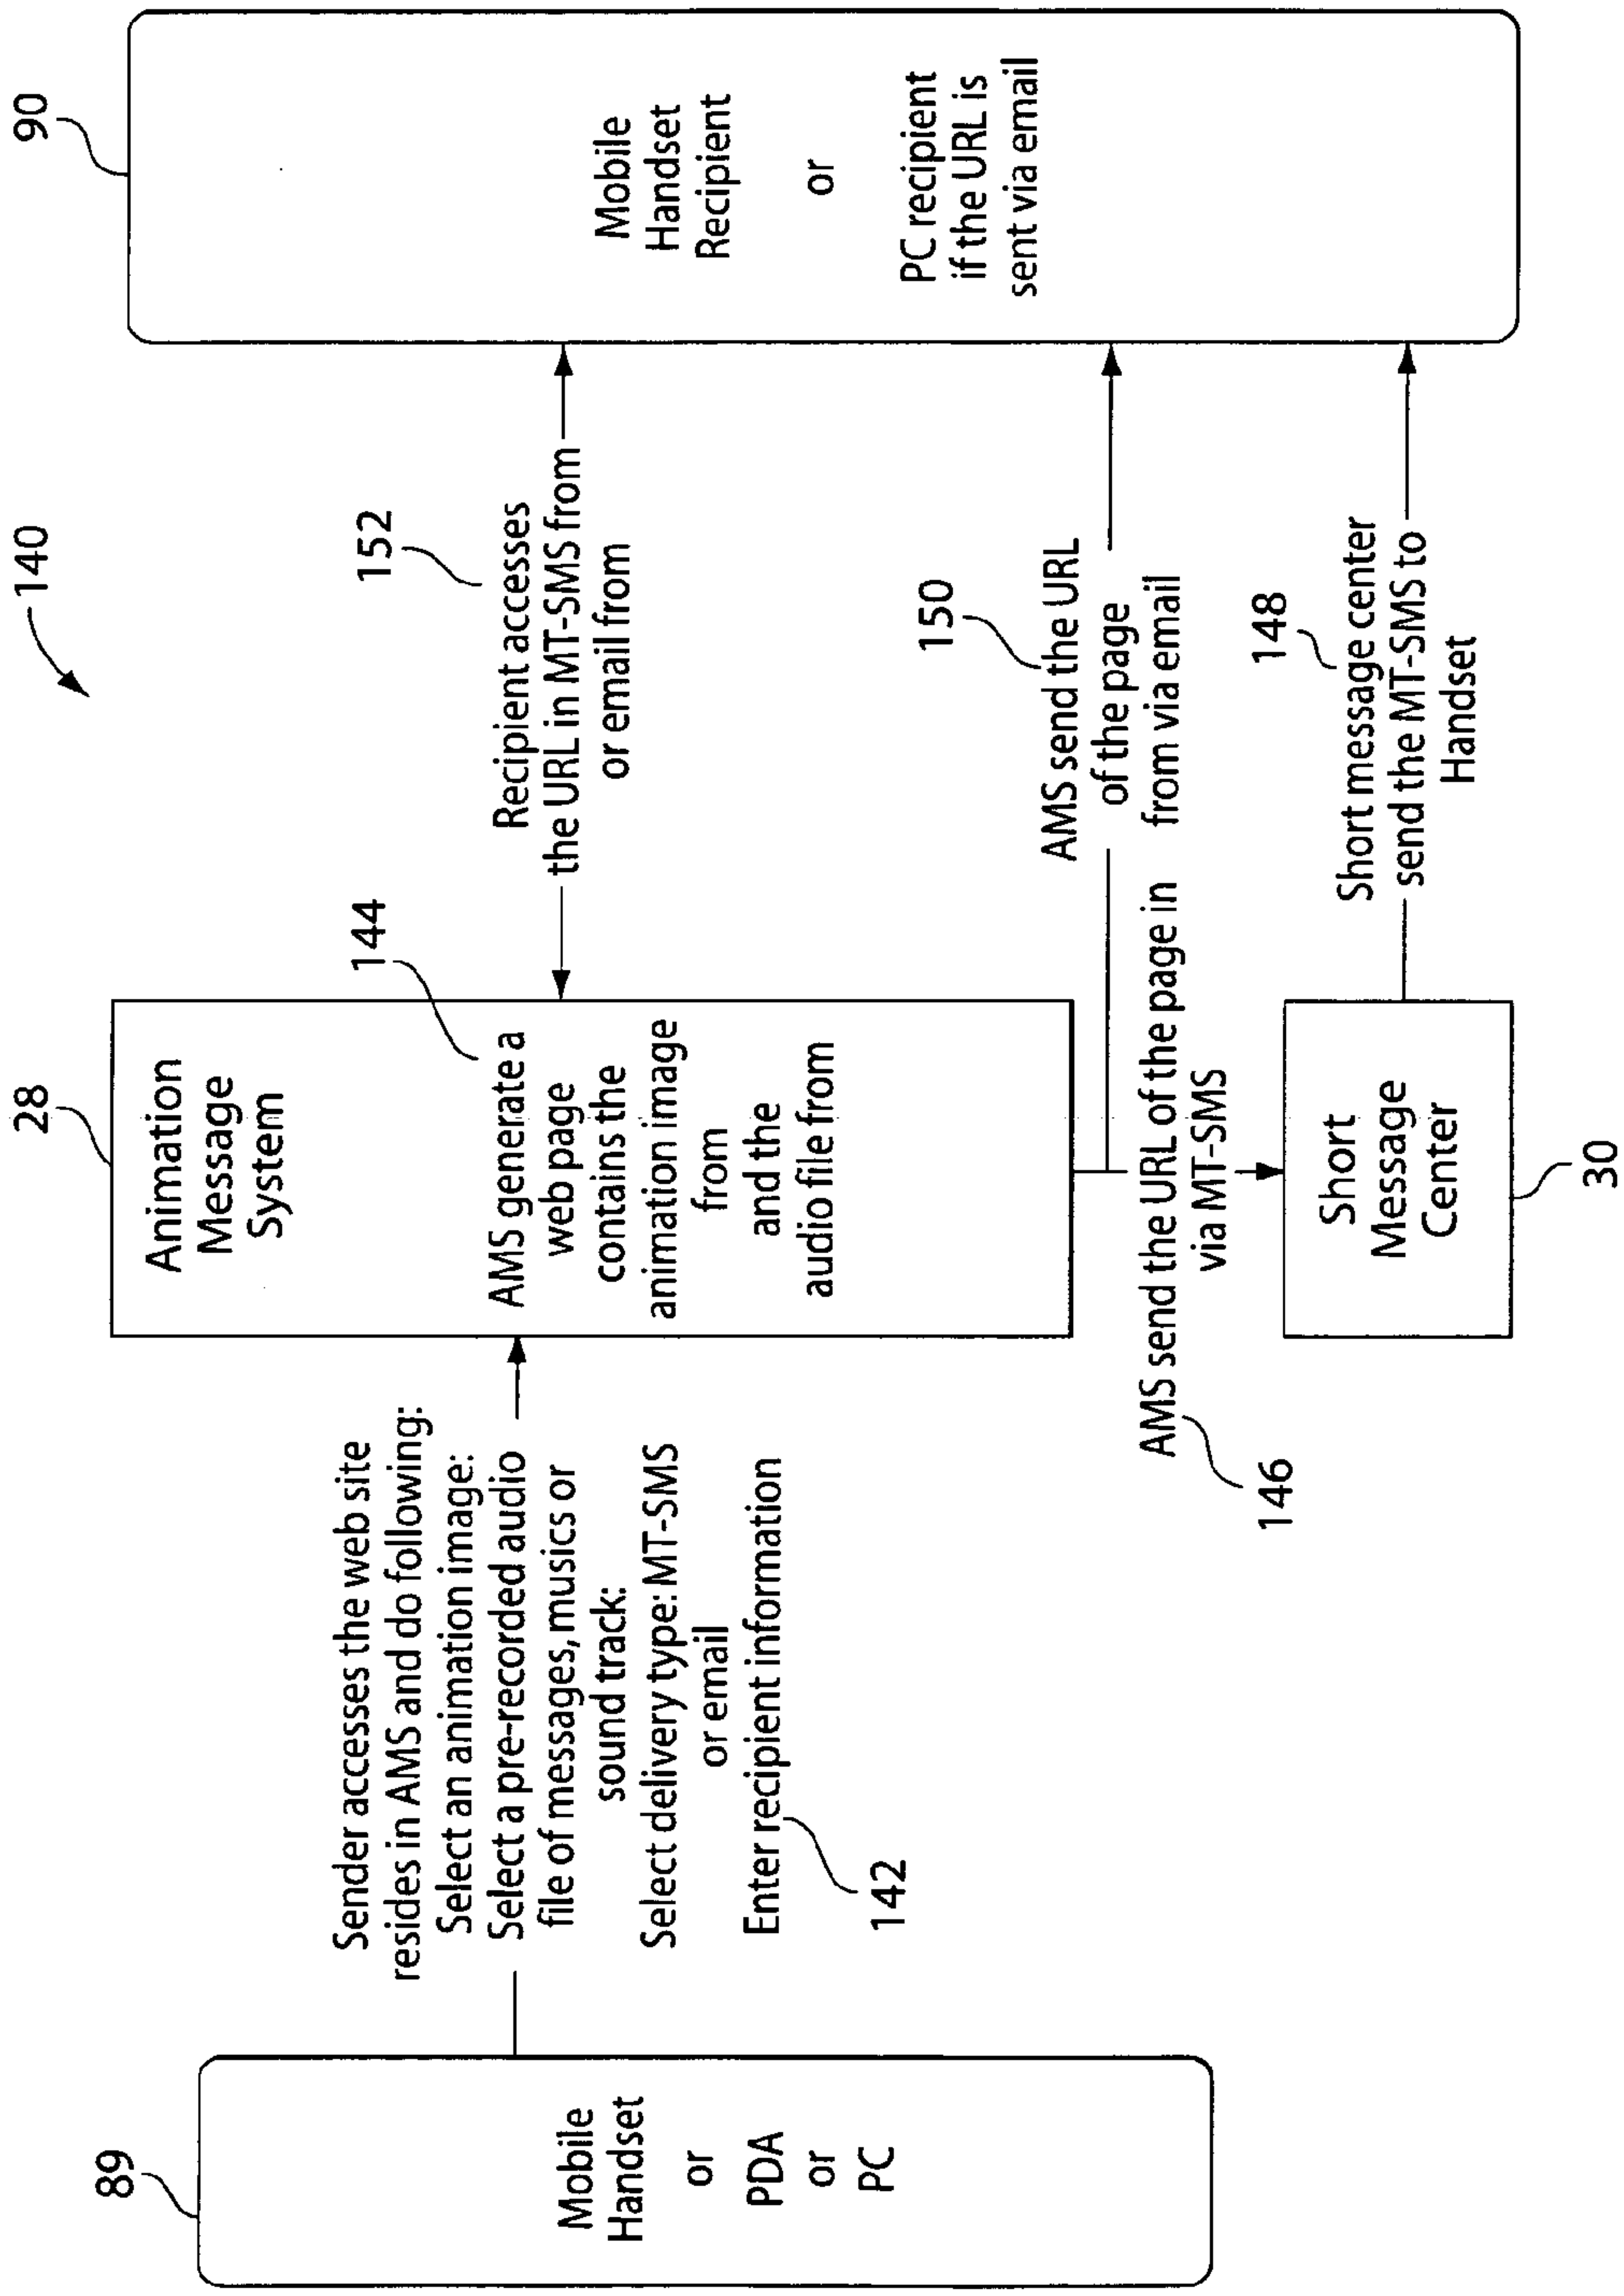 140
89
Mobile
Handset
or
PDA
or
PC
Sender accesses the web site
resides in AMS and do following:
Select an animation image:
Select a pre-recorded audio
file of messages, musics or
sound track:
Select delivery type: MT-SMS
or email
Enter recipient information
142
28
Animation
Message
System
144
AMS generate a
web page
contains the
animation image
from
and the
audio file from
152
Recipient accesses
the URL in MT-SMS from
or email from
150
AMS send the URL
of the page
from via email
AMS send the URL of the page in
via MT-SMS
146
Short
Message
Center
30
148
Short message center
send the MT-SMS to
Handset
90
Mobile
Handset
Recipient
or
PC recipient
if the URL is
sent via email